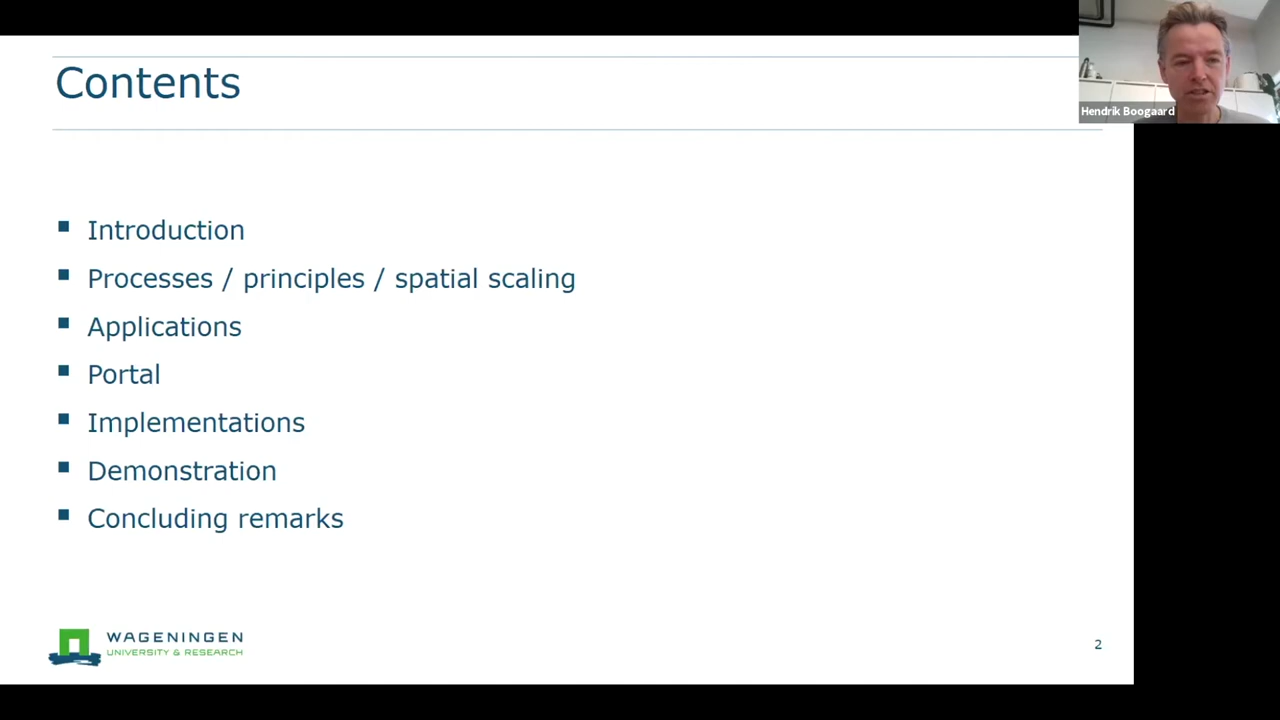 Contents
Hendrik Boogaard
Introduction
Processes / principles / spatial scaling
Applications
Portal
Implementations
Demonstration
Concluding remarks
WAGENINGEN
UNIVERSITY & RESEARCH
2